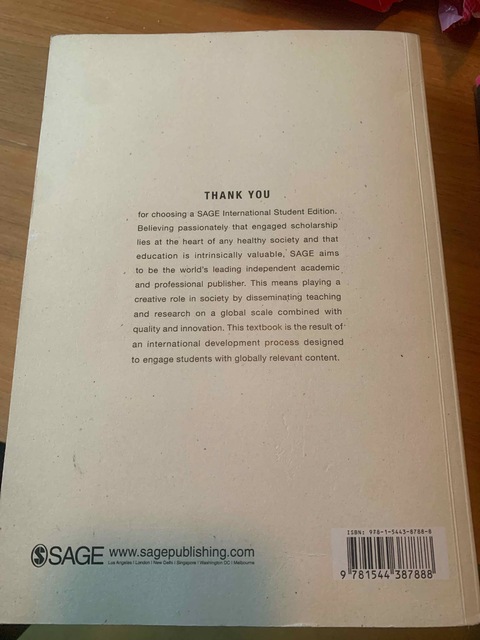 THANK YOU
for choosing a SAGE International Student Edition.
Believing passionately that engaged scholarship
lies at the heart of any healthy society and that
education is intrinsically valuable, SAGE aims
to be the world's leading independent academic
and professional publisher. This means playing a
creative role in society by disseminating teaching
and research on a global scale combined with
quality and innovation. This textbook is the result of
an international development process designed
to engage students with globally relevant content.
ISBN: 978-1-5443-8788-8
SAGE www.sagepublishing.com
Los Angeles | London | New Delhi | Singapore | Washington DC | Melbourne
9 781544 387888